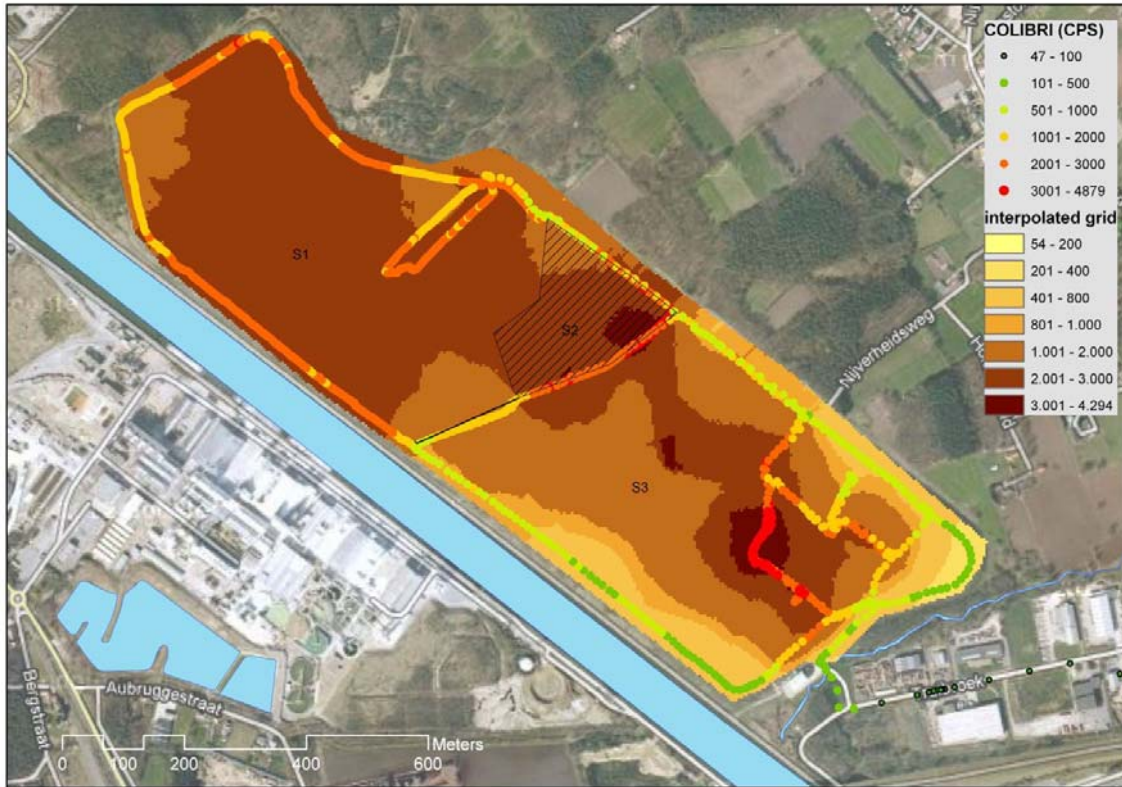 COLIBRI (CPS)
47 - 100
101 - 500
501 - 1000
1001 - 2000
2001 - 3000
3001 - 4879
interpolated grid
54 - 200
201 - 400
401 - 800
801 - 1.000
1.001 - 2.000
2.001 - 3.000
3.001 - 4.294
S1
S2
S3
Nijverheidsweg
Aubruggestraat
Bergstraat
Meters
0 100 200 400 600